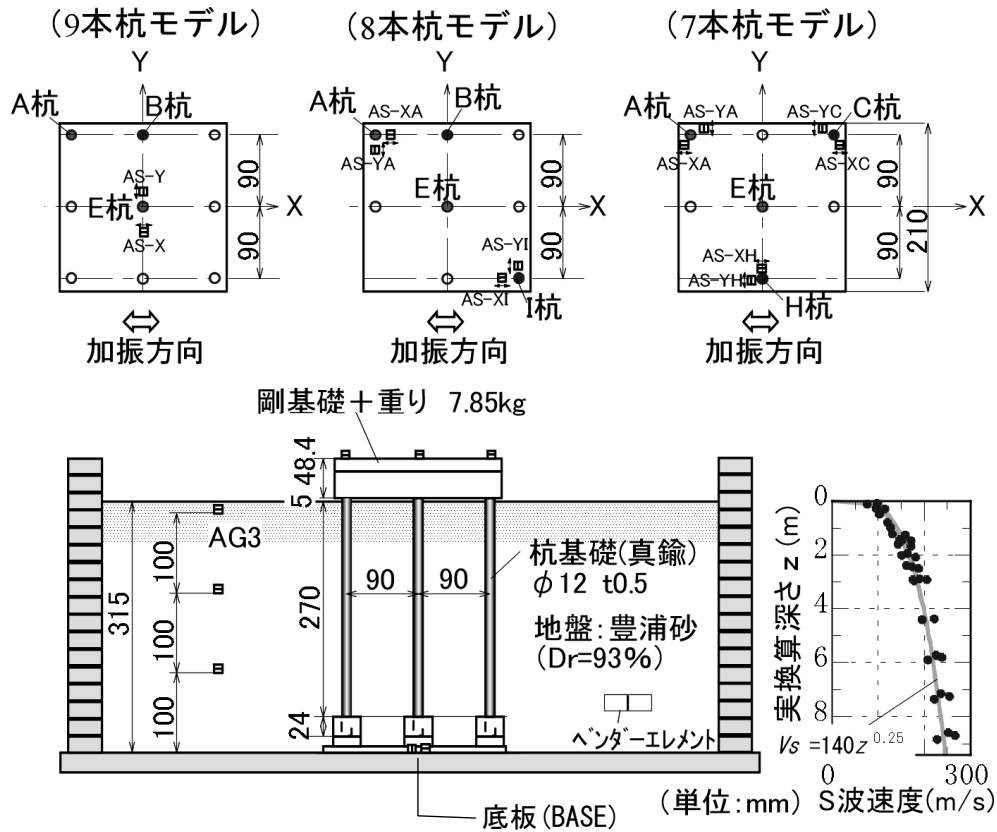 (9本杭モデル)
Y
A杭
B杭
AS-Y
E杭
X
AS-X
90
90
加振方向
(8本杭モデル)
Y
A杭
AS-XA
B杭
AS-YA
E杭
X
AS-YI
AS-XI
I杭
90
90
加振方向
(7本杭モデル)
Y
A杭
AS-YA
AS-YC
C杭
AS-XA
AS-XC
E杭
X
AS-XH
AS-YH
H杭
90
90
210
加振方向
剛基礎+重り 7.85kg
48.4
5
AG3
100
100
100
315
270
24
90
90
杭基礎(真鍮)
φ12 t0.5
地盤:豊浦砂
(Dr=93%)
ベンダーエレメント
底板(BASE)
(単位:mm)
実換算深さ z (m)
0
2
4
6
8
Vs =140z^0.25
0
300
S波速度(m/s)